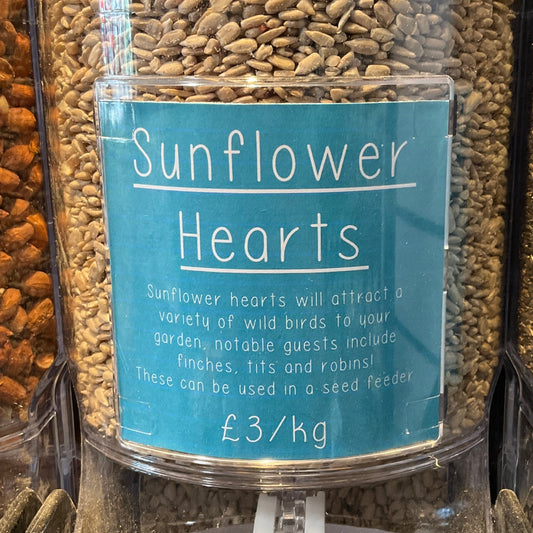 Sunflower
Hearts
Sunflower hearts will attract a
variety of wild birds to your
garden, notable guests include
finches, tits and robins!
These can be used in a seed feeder
£3/kg